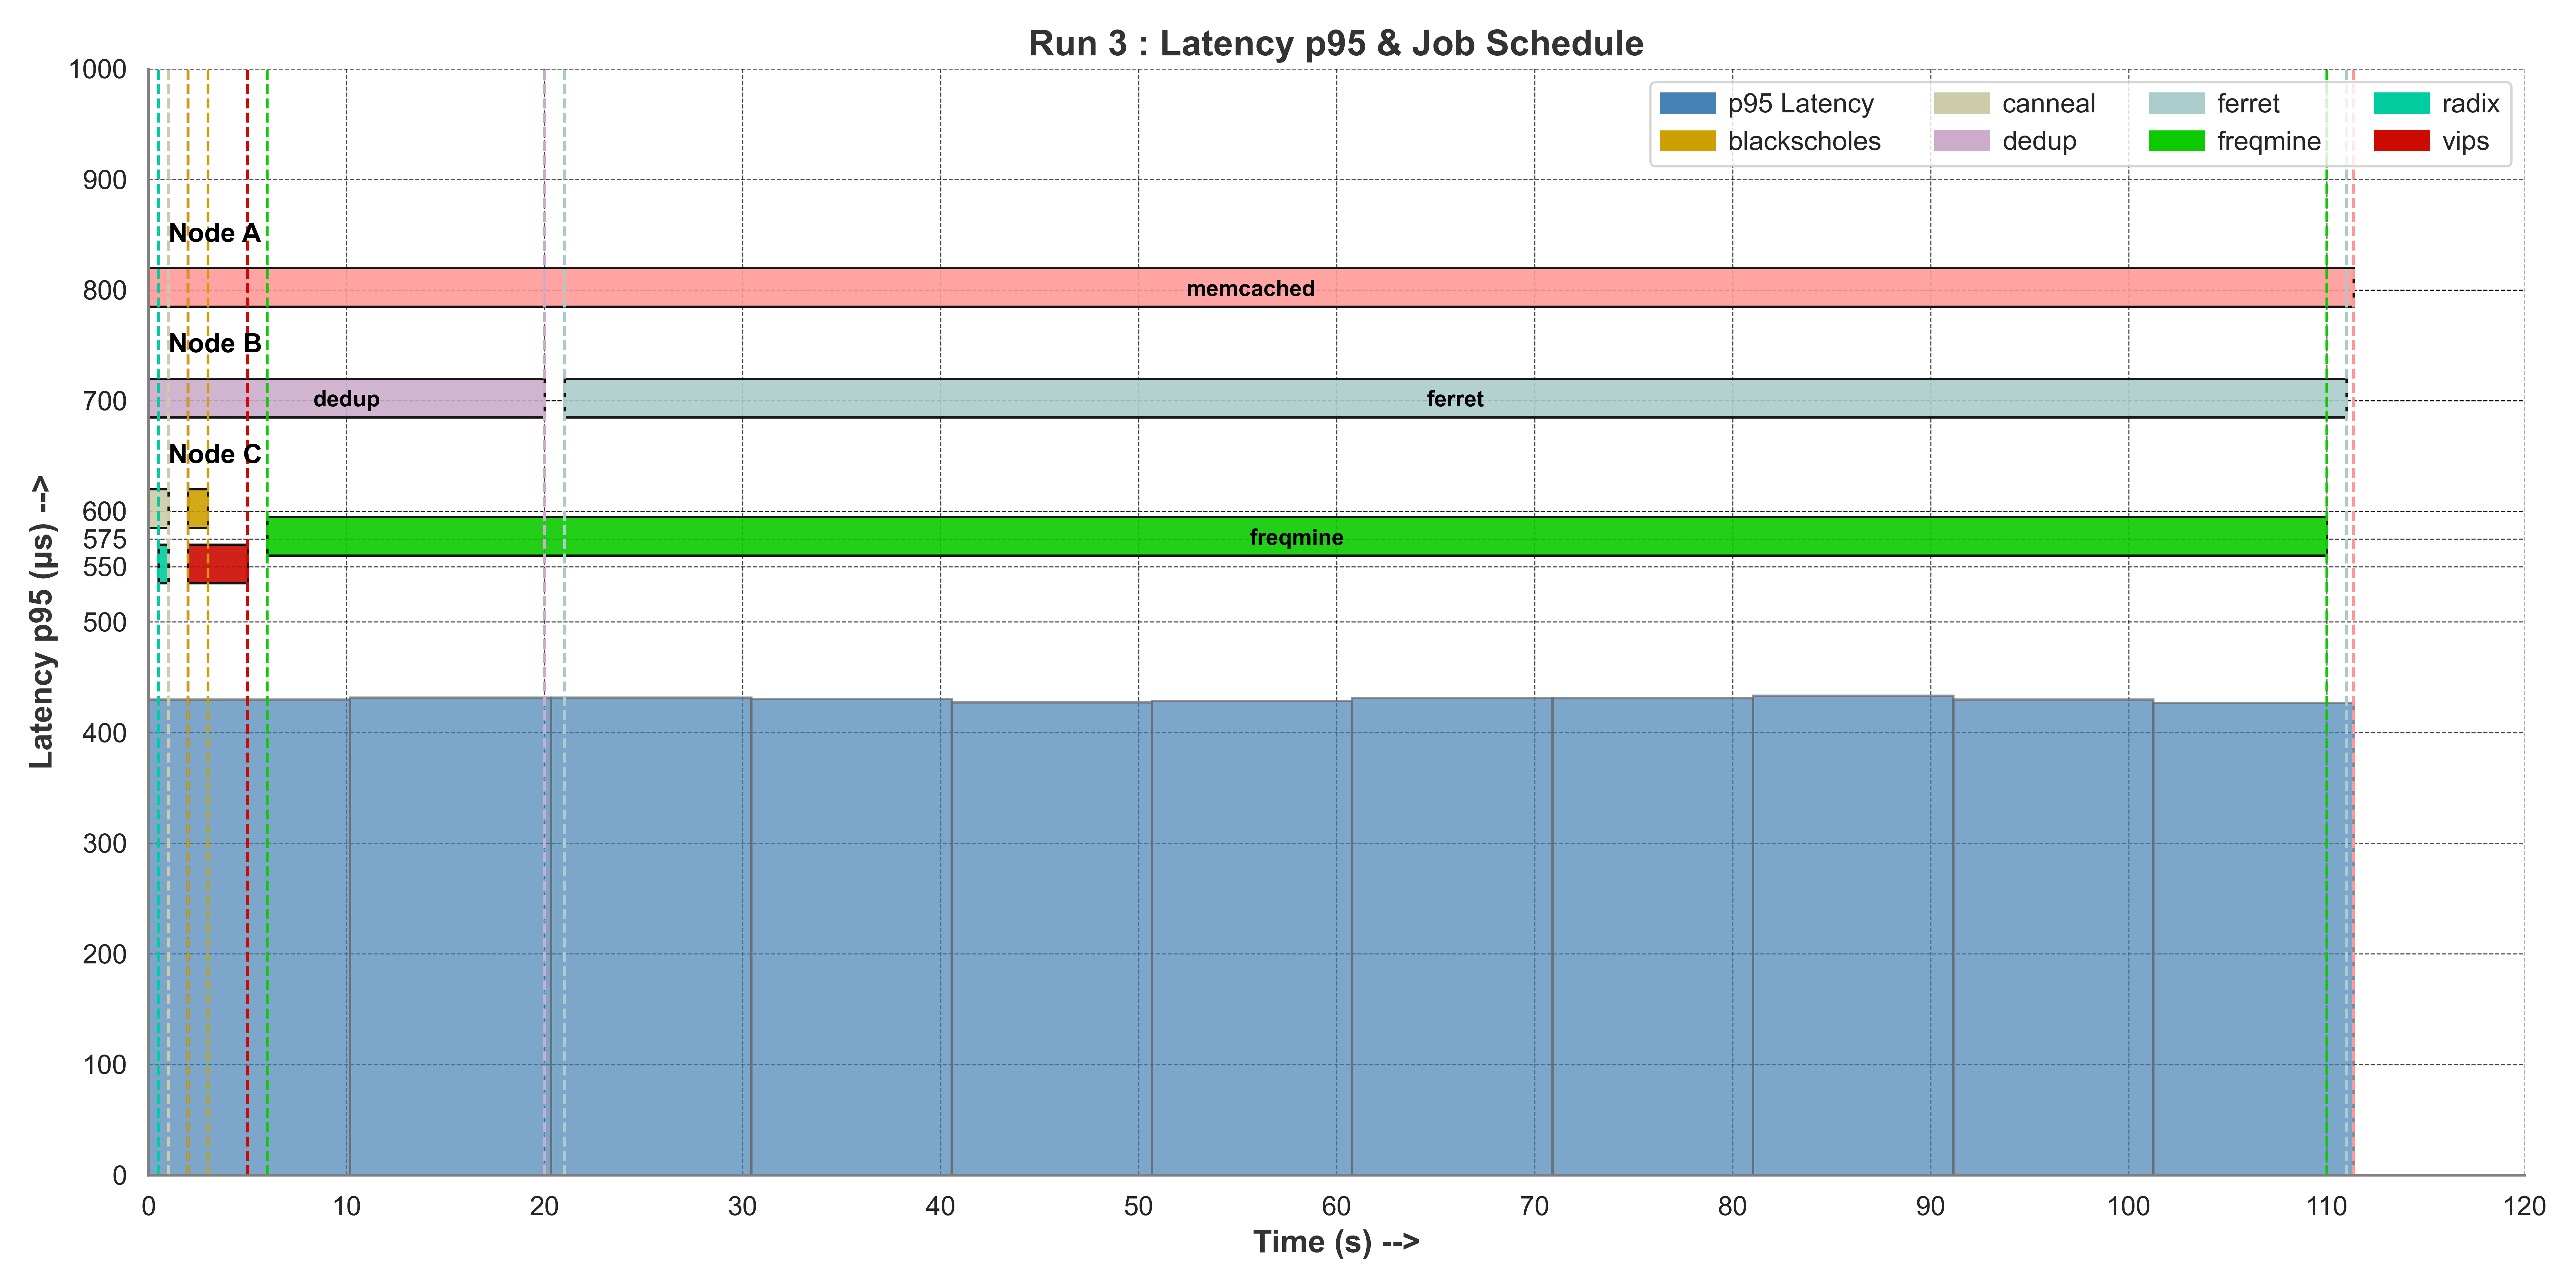 Run 3 : Latency p95 & Job Schedule
1000
900
800
700
600
575
550
500
400
300
200
100
0
Latency p95 (µs) -->
p95 Latency
blackscholes
canneal
dedup
ferret
freqmine
radix
vips
Node A
memcached
Node B
dedup
ferret
Node C
freqmine
0 10 20 30 40 50 60 70 80 90 100 110 120
Time (s) -->